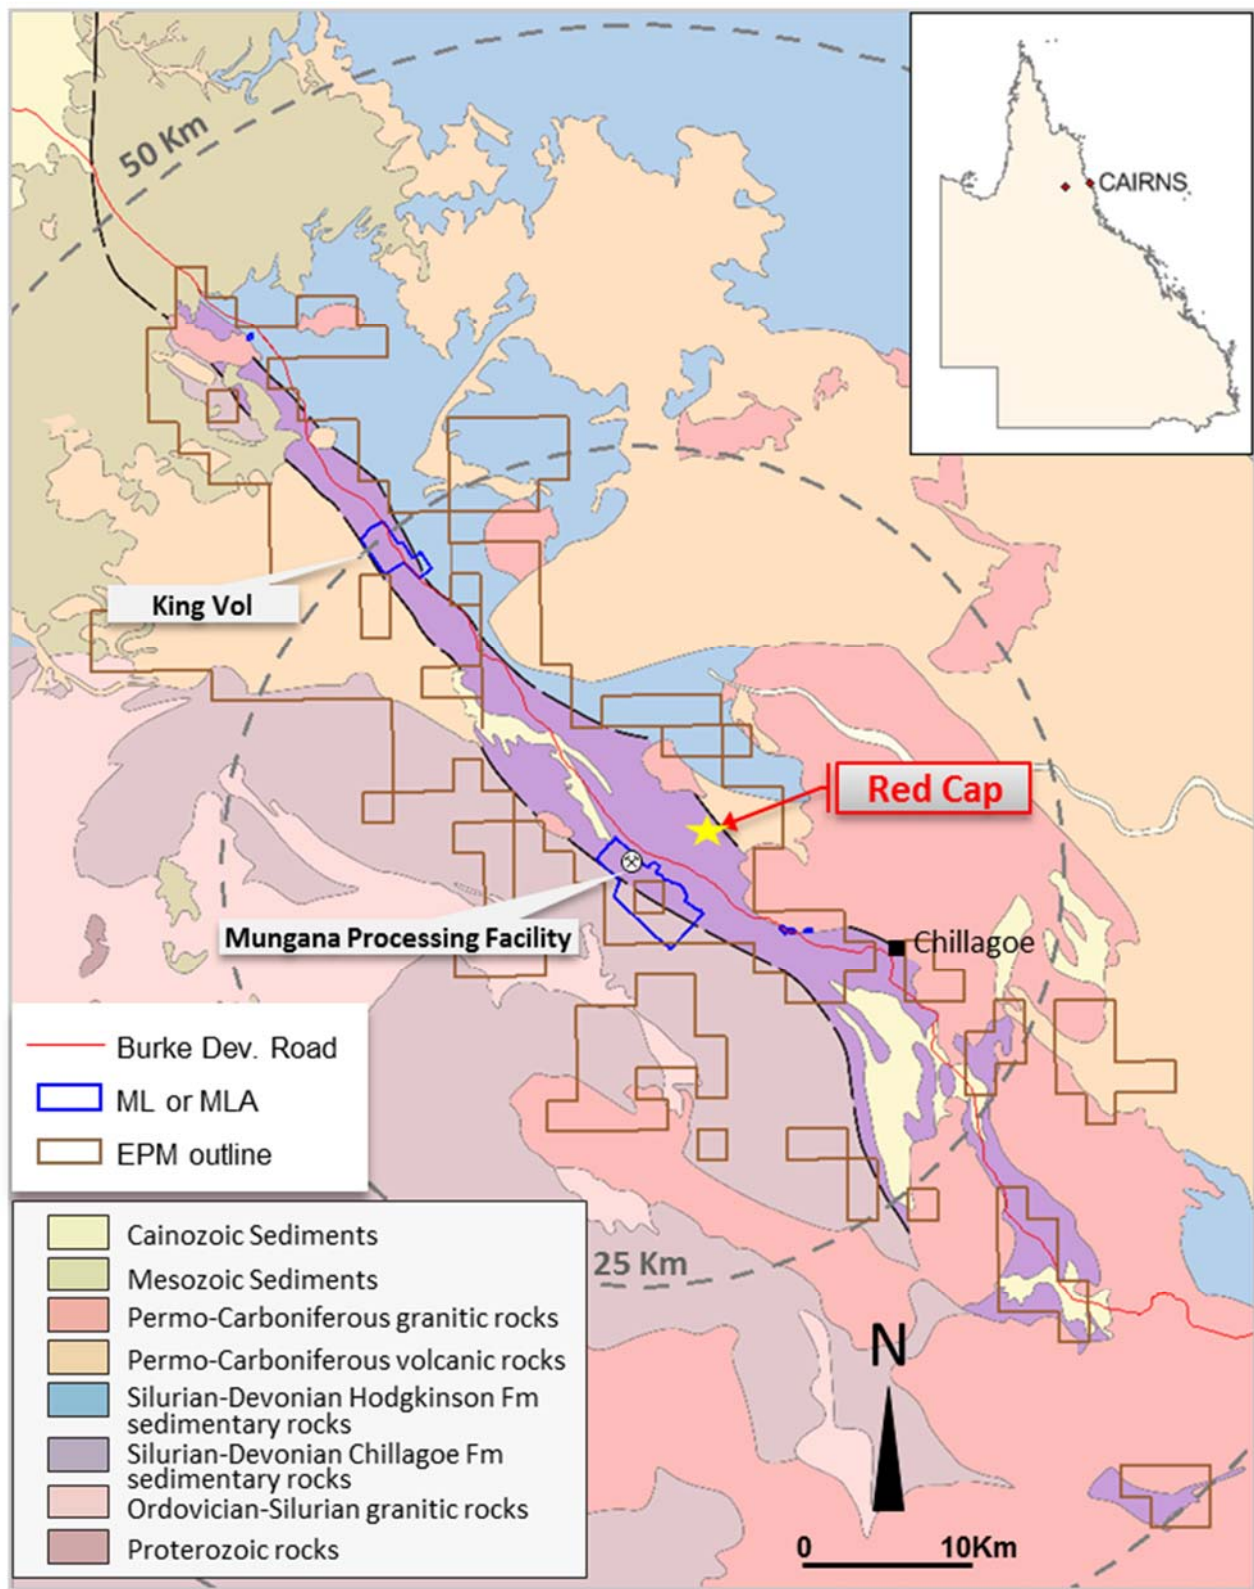 50 Km
CAIRNS
King Vol
Red Cap
Mungana Processing Facility
Chillagoe
Burke Dev. Road
ML or MLA
EPM outline
25 Km
Cainozoic Sediments
Mesozoic Sediments
Permo-Carboniferous granitic rocks
Permo-Carboniferous volcanic rocks
Silurian-Devonian Hodgkinson Fm
sedimentary rocks
Silurian-Devonian Chillagoe Fm
sedimentary rocks
Ordovician-Silurian granitic rocks
Proterozoic rocks
N
0 10Km